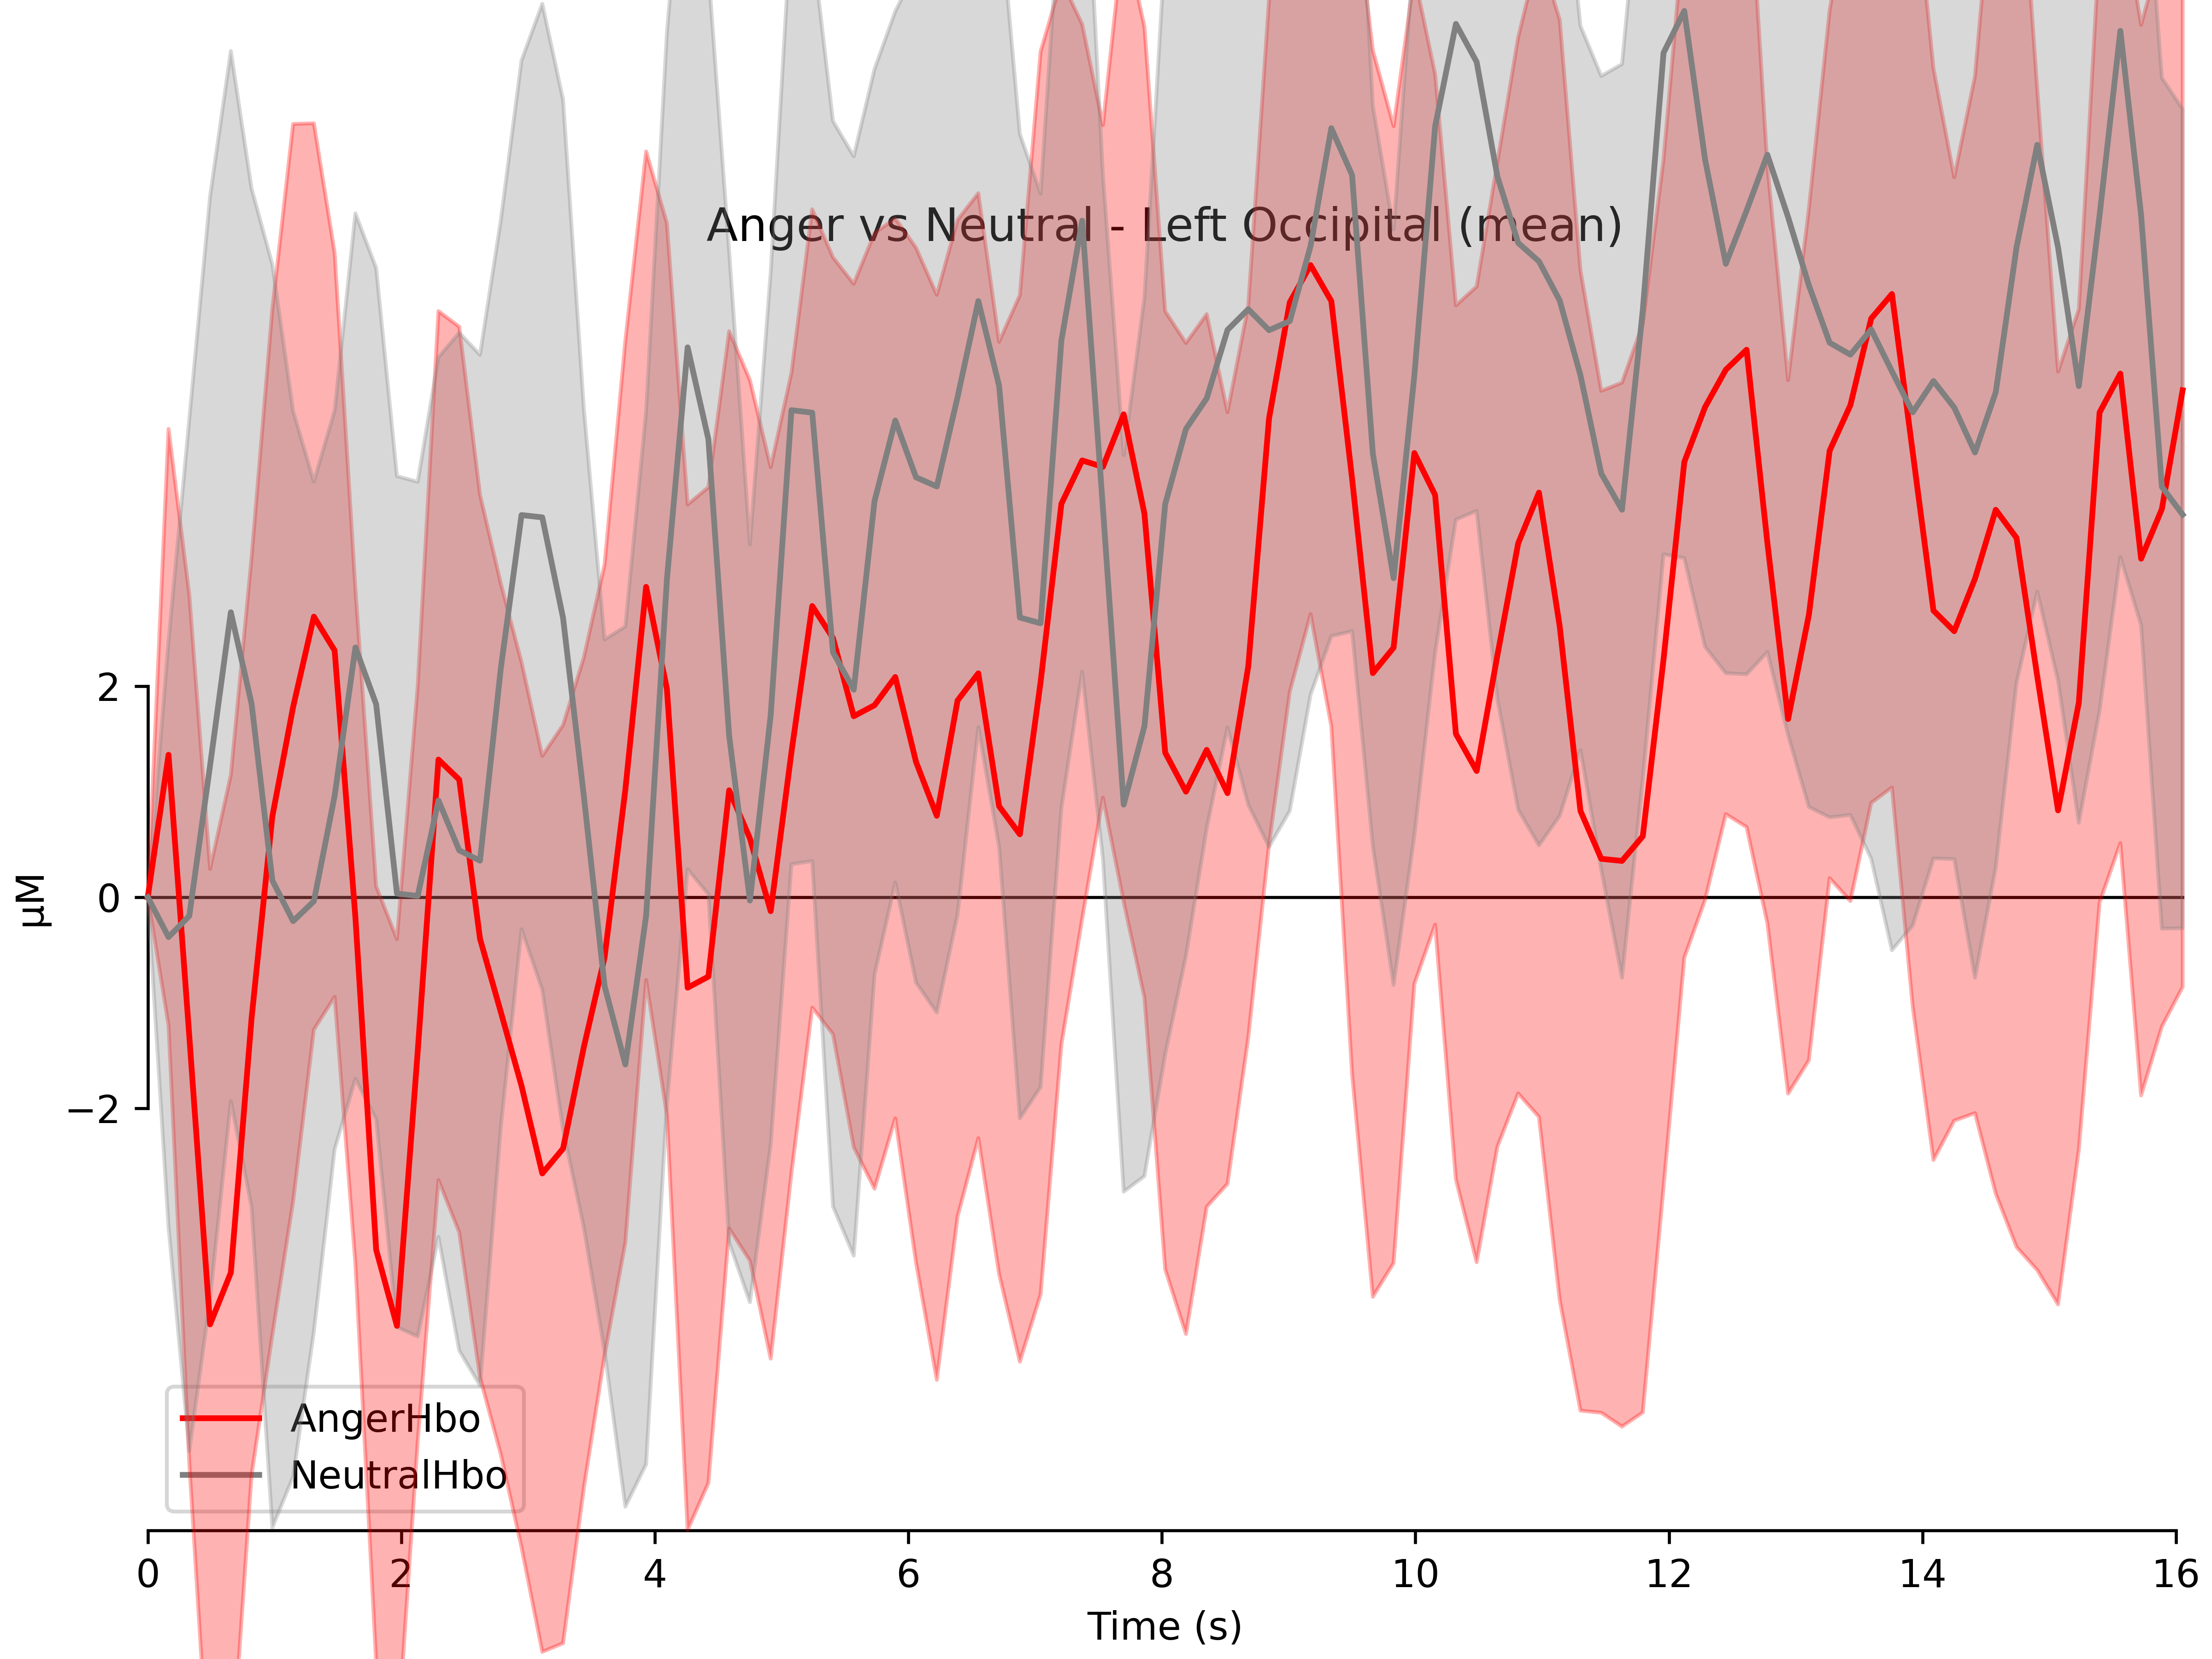 Anger vs Neutral - Left Occipital (mean)
2
0
−2
µM
AngerHbo
NeutralHbo
0 2 4 6 8 10 12 14 16
Time (s)